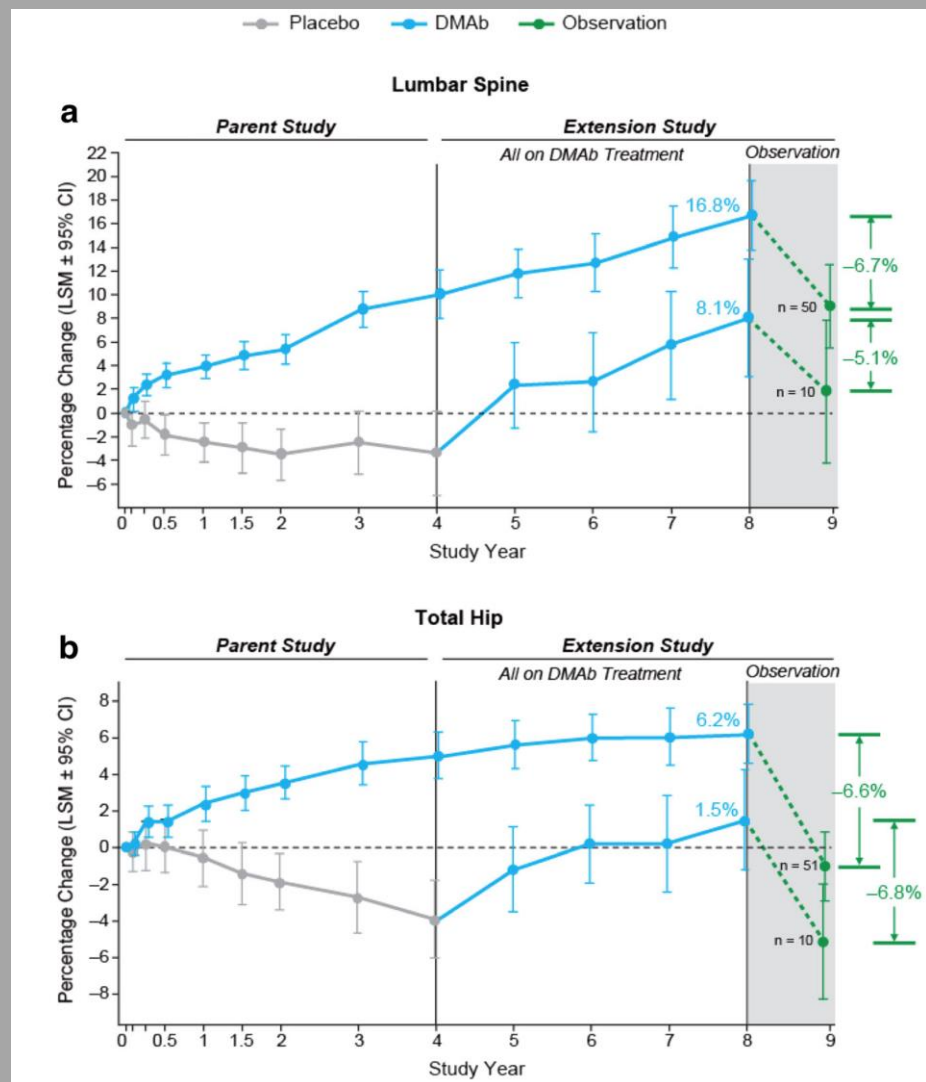 Placebo DMAb Observation
Lumbar Spine
a
Parent Study Extension Study
All on DMAb Treatment Observation
Percentage Change (LSM ± 95% CI)
22
20
18
16
14
12
10
8
6
4
2
0
–2
–4
–6
16.8%
8.1%
n = 50
n = 10
–6.7%
–5.1%
0 0.5 1 1.5 2 3 4 5 6 7 8 9
Study Year
Total Hip
b
Parent Study Extension Study
All on DMAb Treatment Observation
Percentage Change (LSM ± 95% CI)
8
6
4
2
0
–2
–4
–6
–8
6.2%
1.5%
n = 51
n = 10
–6.6%
–6.8%
0 0.5 1 1.5 2 3 4 5 6 7 8 9
Study Year